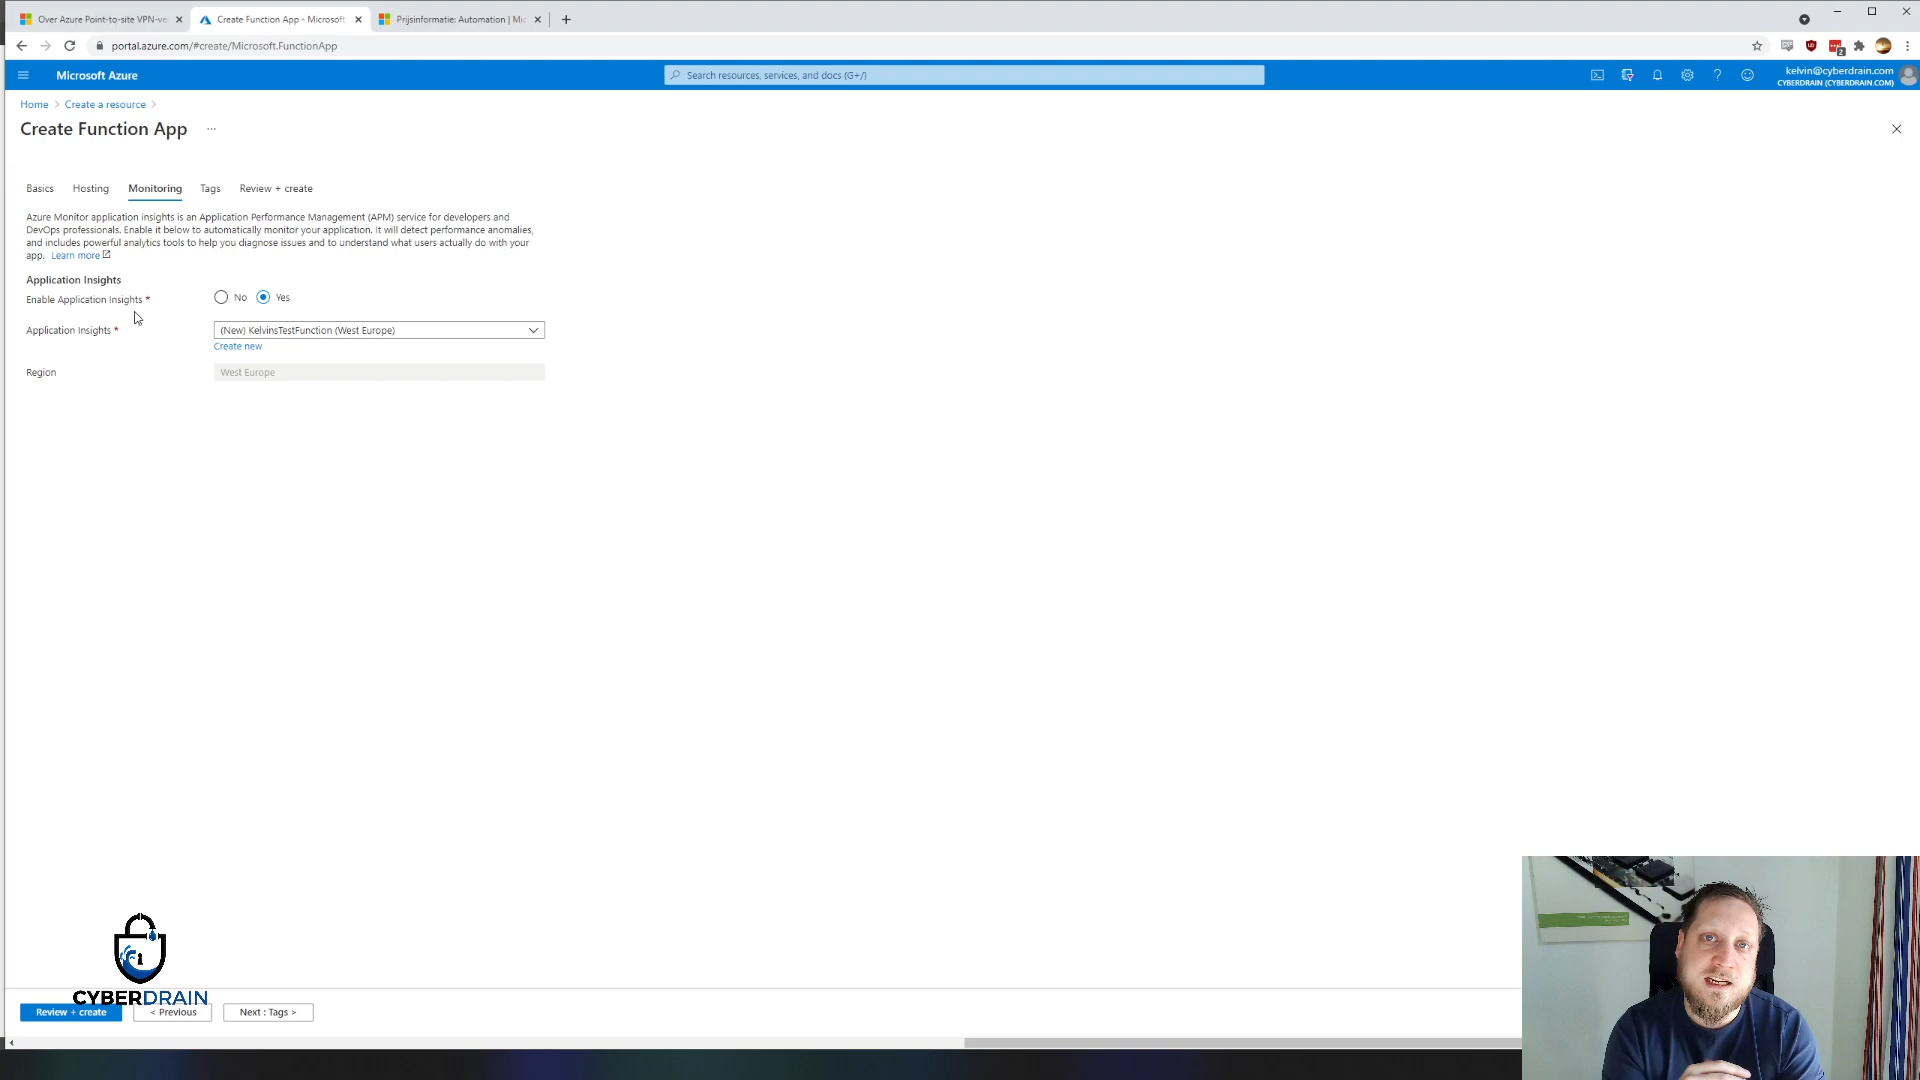 Over Azure Point-to-site VPN-ve
Create Function App - Microsoft
Prijsinformatie: Automation | Mic
portal.azure.com/#create/Microsoft.FunctionApp
2
Microsoft Azure
Search resources, services, and docs (G+/)
kelvin@cyberdrain.com
CYBERDRAIN (CYBERDRAIN.COM)
Home > Create a resource >
Create Function App ...
Basics Hosting Monitoring Tags Review + create
Azure Monitor application insights is an Application Performance Management (APM) service for developers and
DevOps professionals. Enable it below to automatically monitor your application. It will detect performance anomalies,
and includes powerful analytics tools to help you diagnose issues and to understand what users actually do with your
app. Learn more
Application Insights
Enable Application Insights * No Yes
Application Insights * (New) KelvinsTestFunction (West Europe)
Create new
Region West Europe
CYBERDRAIN
Review + create < Previous Next : Tags >